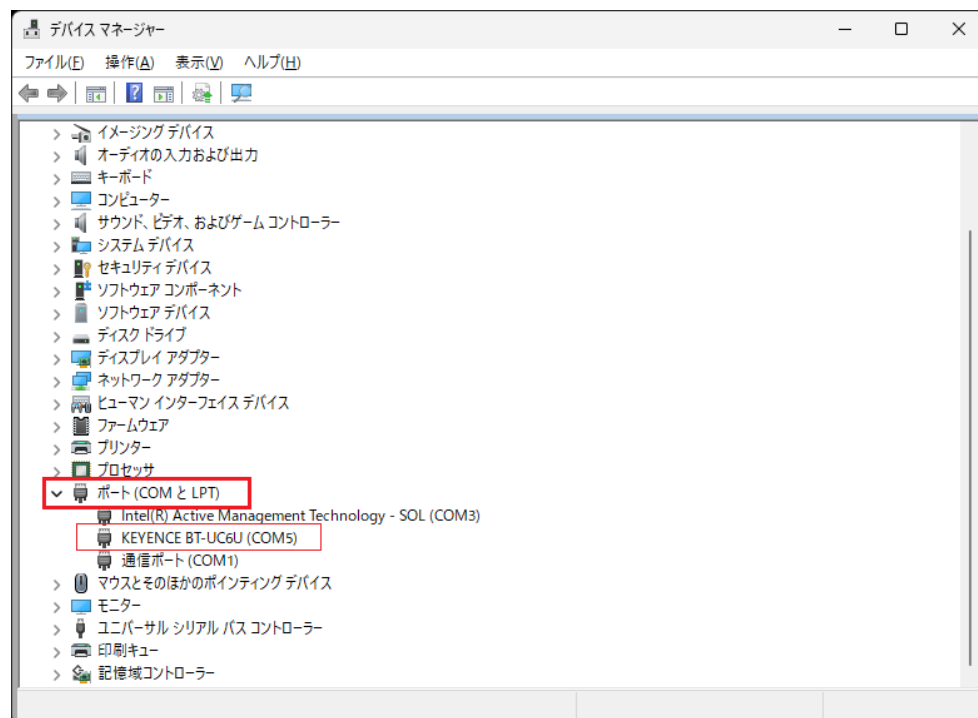 デバイス マネージャー
ファイル(F) 操作(A) 表示(V) ヘルプ(H)
イメージング デバイス
オーディオの入力および出力
キーボード
コンピューター
サウンド、ビデオ、およびゲーム コントローラー
システム デバイス
セキュリティ デバイス
ソフトウェア コンポーネント
ソフトウェア デバイス
ディスク ドライブ
ディスプレイ アダプター
ネットワーク アダプター
ヒューマン インターフェイス デバイス
ファームウェア
プリンター
プロセッサ
ポート (COM と LPT)
Intel(R) Active Management Technology - SOL (COM3)
KEYENCE BT-UC6U (COM5)
通信ポート (COM1)
マウスとそのほかのポインティング デバイス
モニター
ユニバーサル シリアル バス コントローラー
印刷キュー
記憶域コントローラー